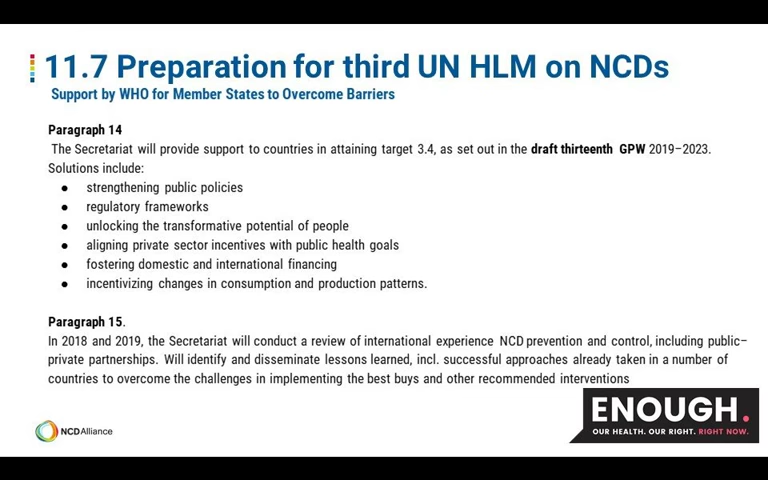 11.7 Preparation for third UN HLM on NCDs
Support by WHO for Member States to Overcome Barriers
Paragraph 14
The Secretariat will provide support to countries in attaining target 3.4, as set out in the draft thirteenth GPW 2019–2023.
Solutions include:
● strengthening public policies
● regulatory frameworks
● unlocking the transformative potential of people
● aligning private sector incentives with public health goals
● fostering domestic and international financing
● incentivizing changes in consumption and production patterns.
Paragraph 15.
In 2018 and 2019, the Secretariat will conduct a review of international experience NCD prevention and control, including public–
private partnerships. Will identify and disseminate lessons learned, incl. successful approaches already taken in a number of
countries to overcome the challenges in implementing the best buys and other recommended interventions
ENOUGH.
OUR HEALTH. OUR RIGHT. RIGHT NOW.
NCDAlliance